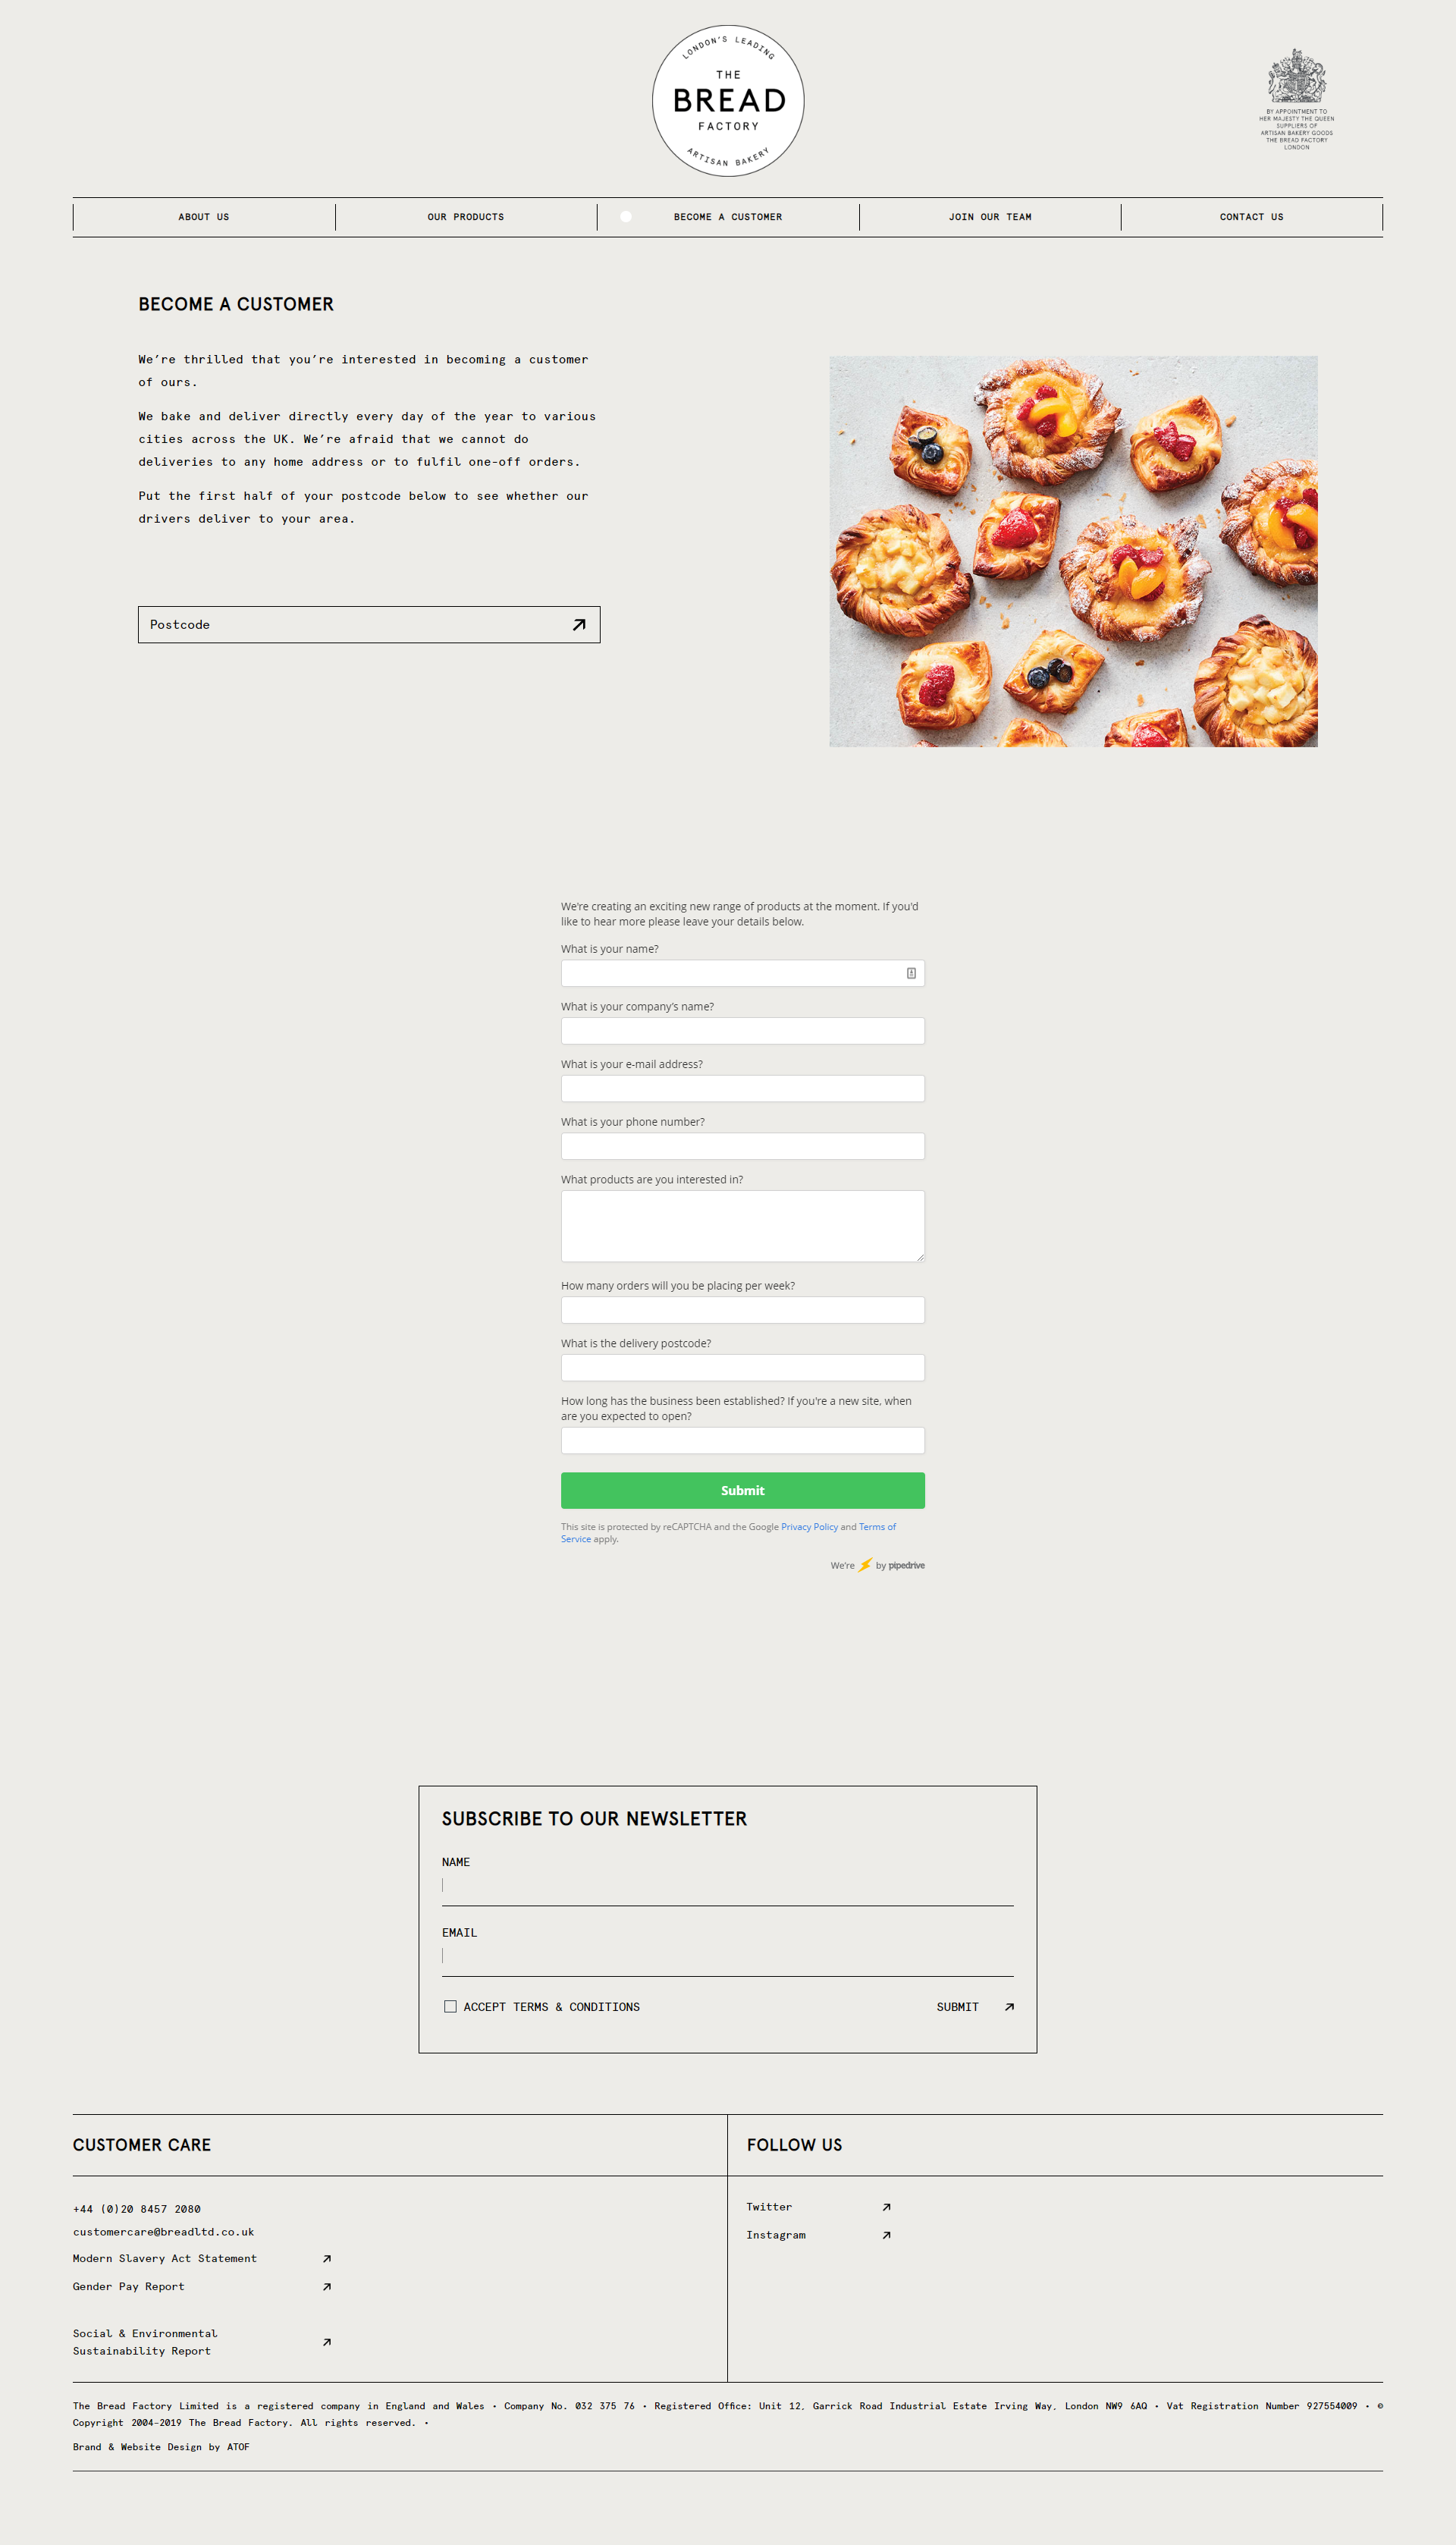 LONDON'S LEADING
THE
BREAD
FACTORY
ARTISAN BAKERY
BY APPOINTMENT TO
HER MAJESTY THE QUEEN
SUPPLIERS OF
ARTISAN BAKERY GOODS
THE BREAD FACTORY
LONDON
ABOUT US
OUR PRODUCTS
BECOME A CUSTOMER
JOIN OUR TEAM
CONTACT US
BECOME A CUSTOMER
We’re thrilled that you’re interested in becoming a customer
of ours.
We bake and deliver directly every day of the year to various
cities across the UK. We’re afraid that we cannot do
deliveries to any home address or to fulfil one-off orders.
Put the first half of your postcode below to see whether our
drivers deliver to your area.
Postcode
We're creating an exciting new range of products at the moment. If you'd
like to hear more please leave your details below.
What is your name?
What is your company's name?
What is your e-mail address?
What is your phone number?
What products are you interested in?
How many orders will you be placing per week?
What is the delivery postcode?
How long has the business been established? If you're a new site, when
are you expected to open?
Submit
This site is protected by reCAPTCHA and the Google Privacy Policy and Terms of
Service apply.
We're by pipedrive
SUBSCRIBE TO OUR NEWSLETTER
NAME
EMAIL
ACCEPT TERMS & CONDITIONS
SUBMIT
CUSTOMER CARE
+44 (0)20 8457 2080
customercare@breadltd.co.uk
Modern Slavery Act Statement
Gender Pay Report
Social & Environmental
Sustainability Report
FOLLOW US
Twitter
Instagram
The Bread Factory Limited is a registered company in England and Wales • Company No. 032 375 76 • Registered Office: Unit 12, Garrick Road Industrial Estate Irving Way, London NW9 6AQ • Vat Registration Number 927554009 • ©
Copyright 2004-2019 The Bread Factory. All rights reserved. •
Brand & Website Design by ATOF